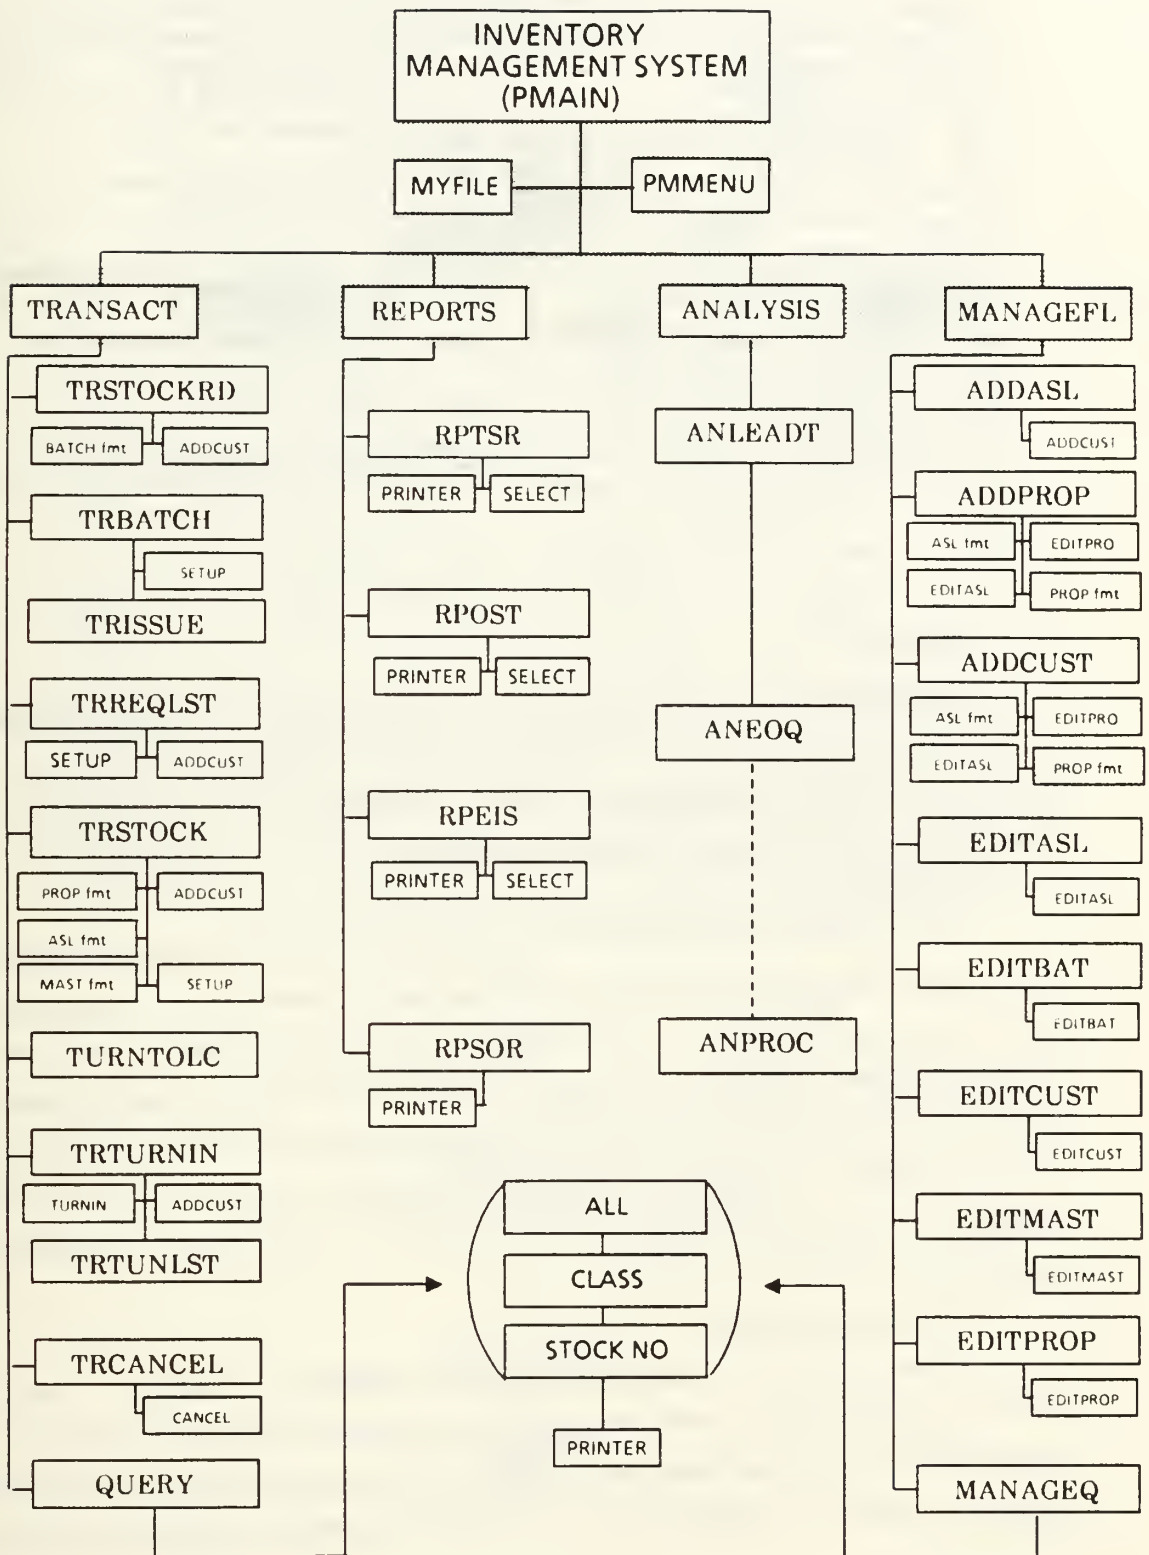 INVENTORY
MANAGEMENT SYSTEM
(PMAIN)
MYFILE
PMMENU
TRANSACT
REPORTS
ANALYSIS
MANAGEFL
TRSTOCKRD
BATCH fmt
ADDCUST
TRBATCH
SETUP
TRISSUE
TRREQLST
SETUP
ADDCUST
TRSTOCK
PROP fmt
ADDCUST
ASL fmt
MAST fmt
SETUP
TURNTOLC
TRTURNIN
TURNIN
ADDCUST
TRTUNLST
TRCANCEL
CANCEL
QUERY
RPTSR
PRINTER
SELECT
RPOST
PRINTER
SELECT
RPEIS
PRINTER
SELECT
RPSOR
PRINTER
ALL
CLASS
STOCK NO
PRINTER
ANLEADT
ANEOQ
ANPROC
ADDASL
ADDCUST
ADDPROP
ASL fmt
EDITPRO
EDITASL
PROP fmt
ADDCUST
ASL fmt
EDITPRO
EDITASL
PROP fmt
EDITASL
EDITASL
EDITBAT
EDITBAT
EDITCUST
EDITCUST
EDITMAST
EDITMAST
EDITPROP
EDITPROP
MANAGEQ